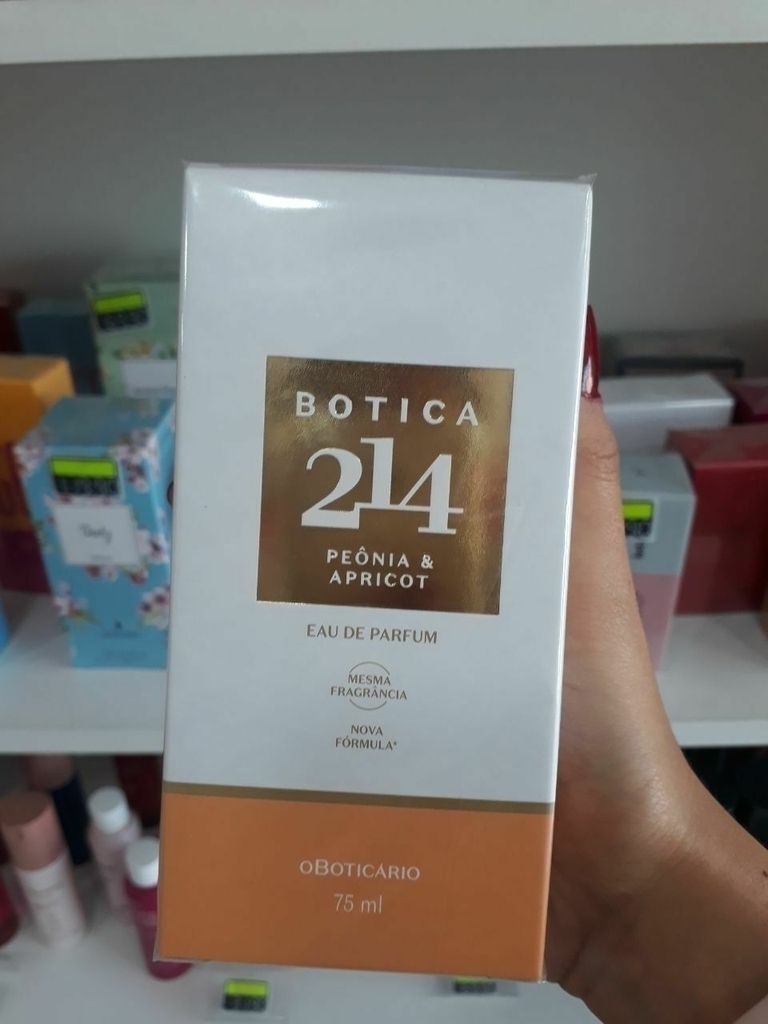 BOTICA
214
PEÔNIA &
APRICOT
EAU DE PARFUM
MESMA
FRAGRÂNCIA
NOVA
FÓRMULA*
oBOTICÁRIO
75 ml